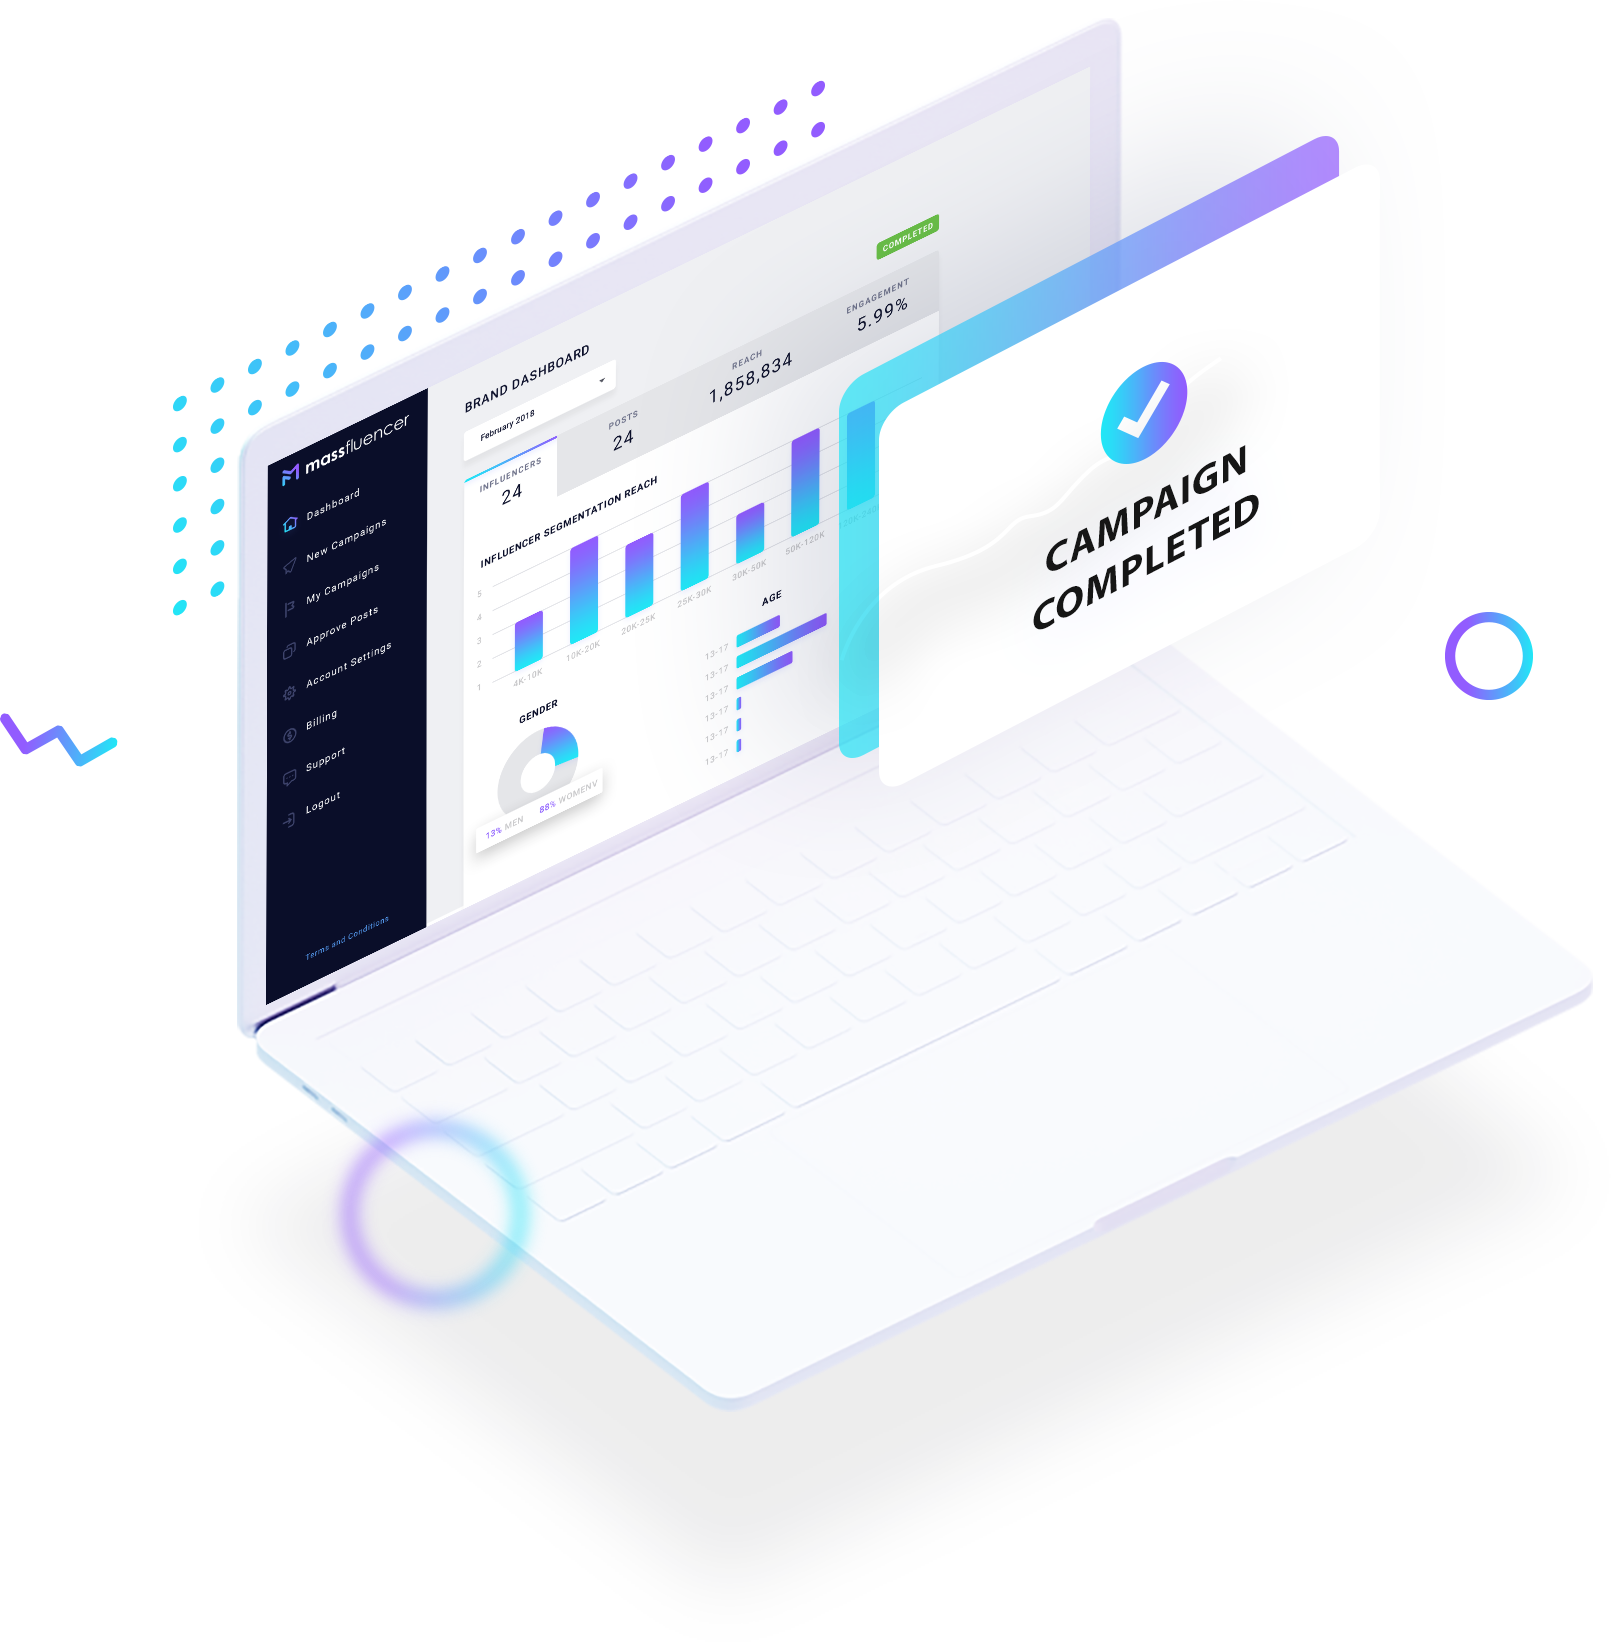 massfluencer
Dashboard
New Campaigns
My Campaigns
Approve Posts
Account Settings
Billing
Support
Logout
Terms and Conditions
BRAND DASHBOARD
February 2018
COMPLETED
INFLUENCERS
24
POSTS
24
REACH
1,858,834
ENGAGEMENT
5.99%
INFLUENCER SEGMENTATION REACH
5
4
3
2
1
4K-10K
10K-20K
20K-25K
25K-30K
30K-50K
50K-120K
GENDER
13% MEN
88% WOMENV
AGE
13-17
13-17
13-17
13-17
13-17
13-17
CAMPAIGN
COMPLETED